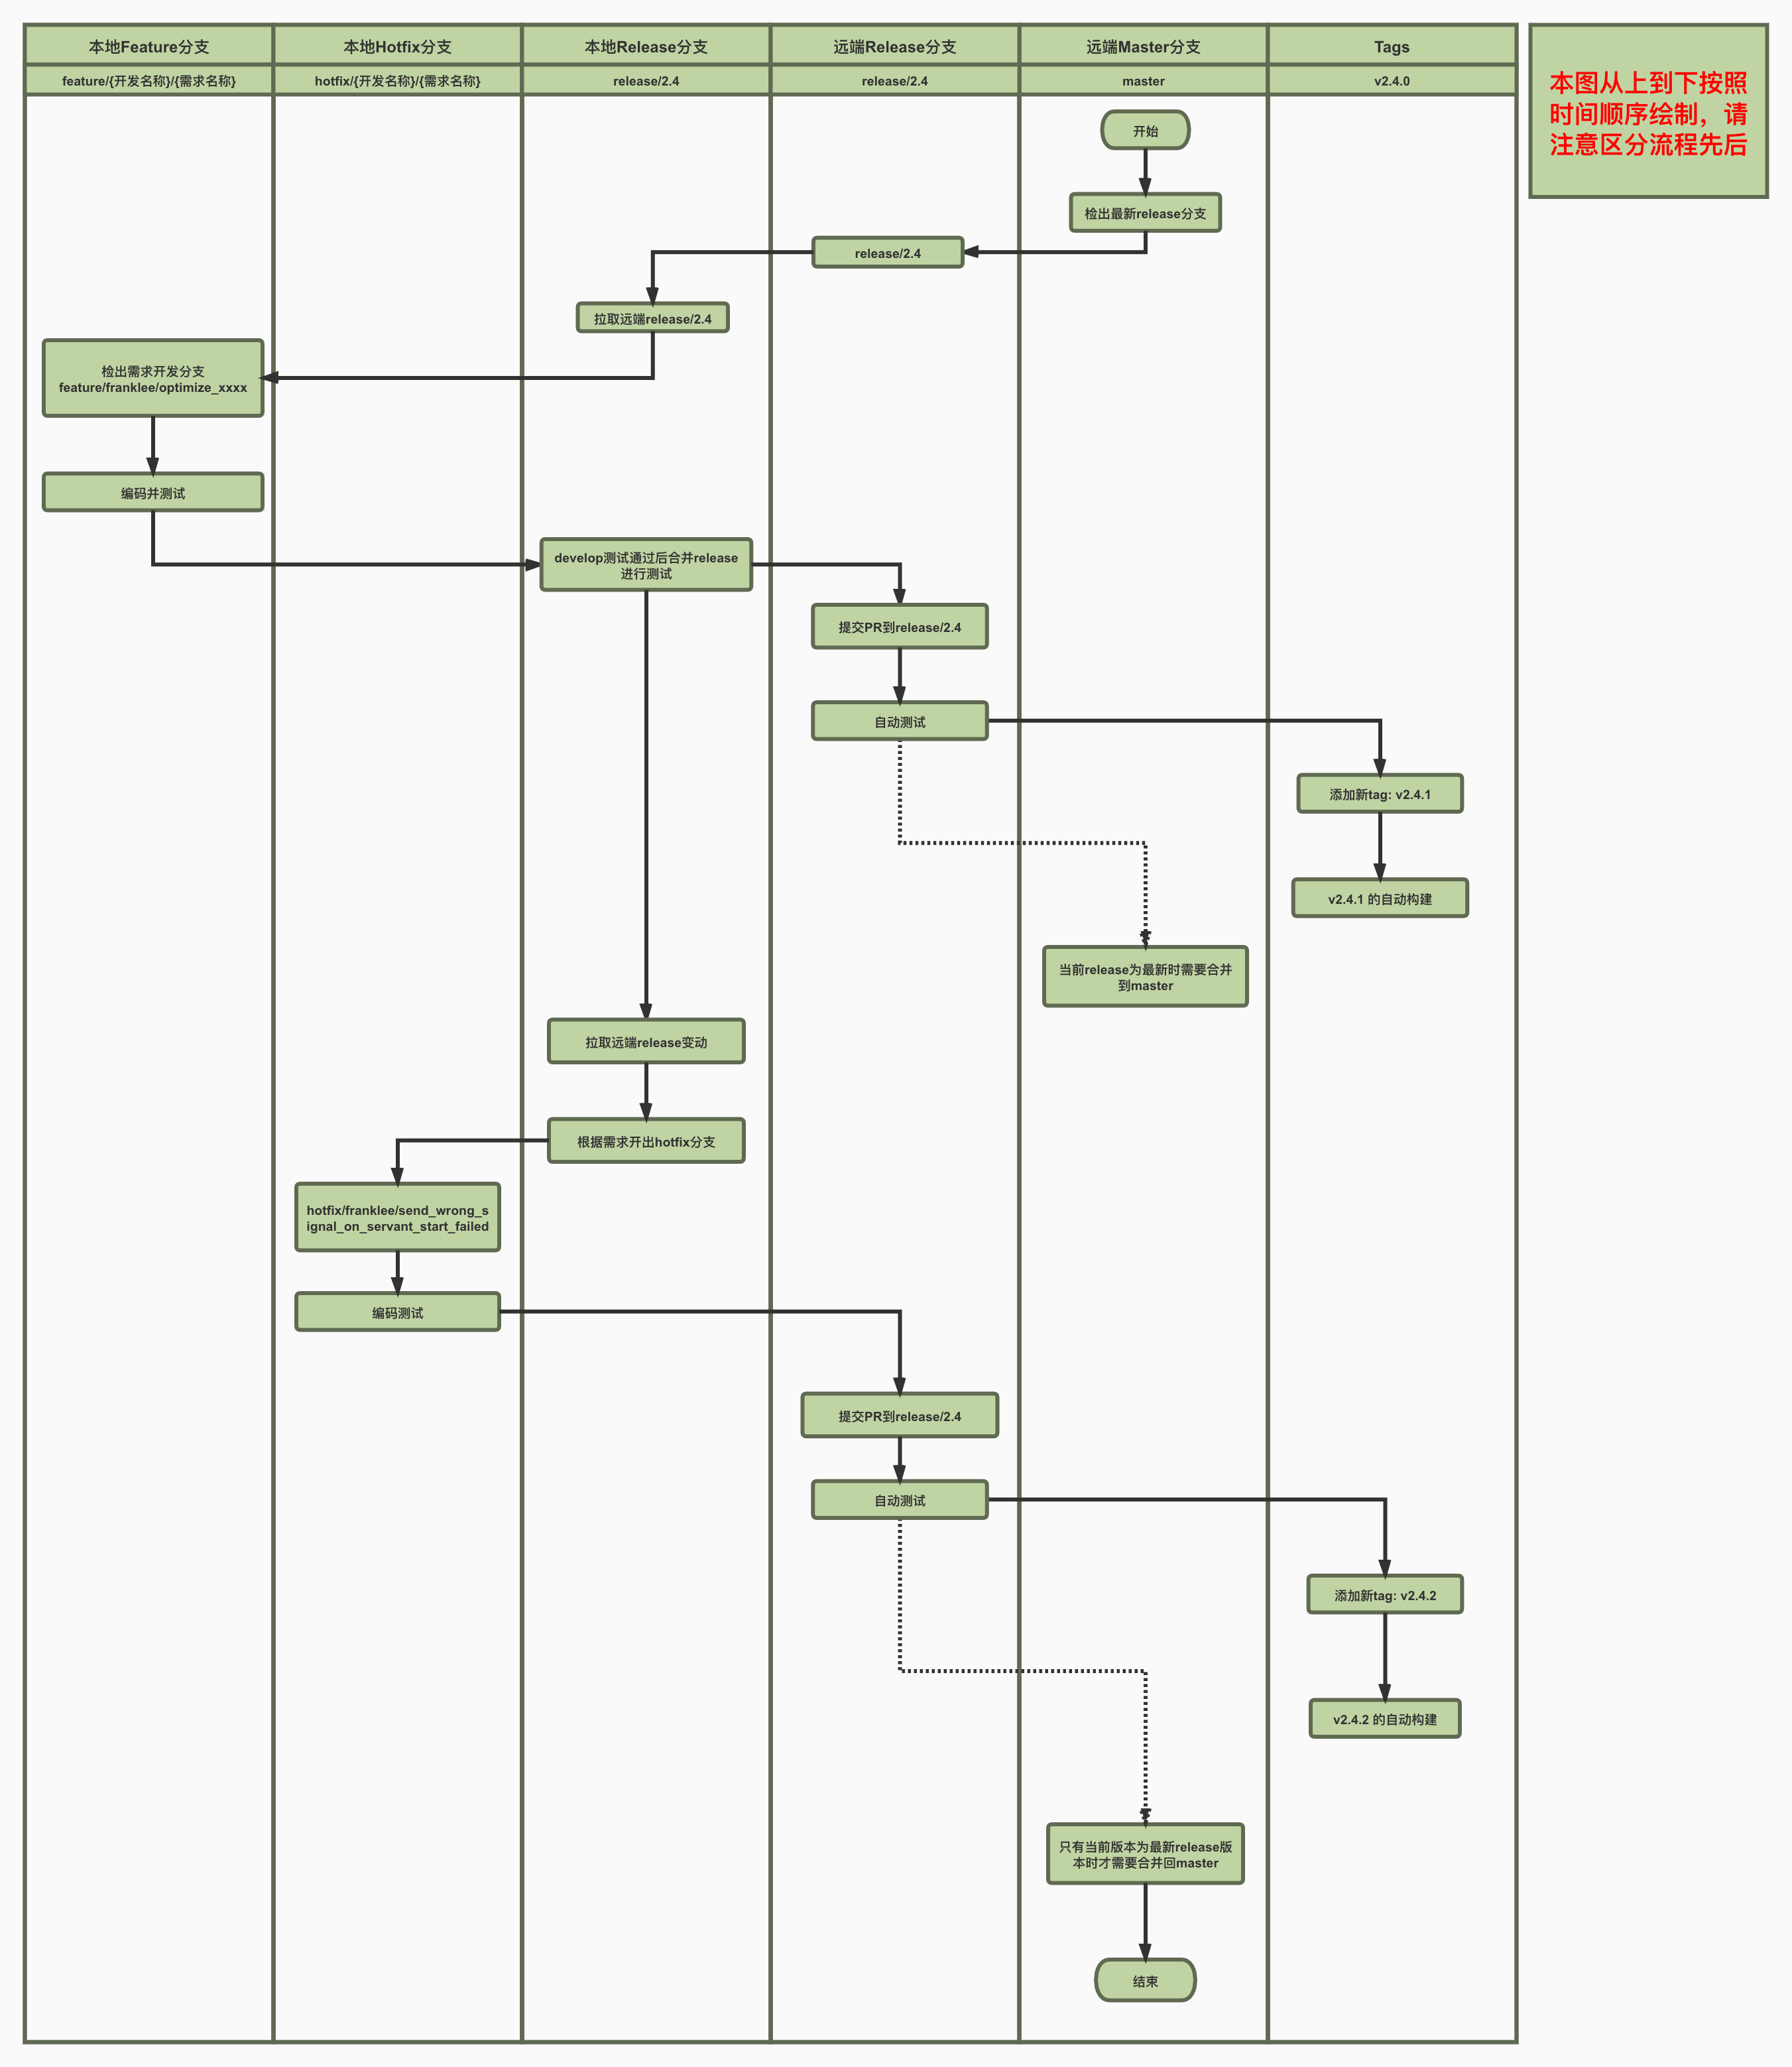 本地Feature分支
本地Hotfix分支
本地Release分支
远端Release分支
远端Master分支
Tags
feature/{开发名称}/{需求名称}
hotfix/{开发名称}/{需求名称}
release/2.4
release/2.4
master
v2.4.0
本图从上到下按照
时间顺序绘制，请
注意区分流程先后
开始
检出最新release分支
release/2.4
拉取远端release/2.4
检出需求开发分支
feature/franklee/optimize_xxxx
编码并测试
develop测试通过后合并release
进行测试
提交PR到release/2.4
自动测试
添加新tag: v2.4.1
v2.4.1 的自动构建
当前release为最新时需要合并
到master
拉取远端release变动
根据需求开出hotfix分支
hotfix/franklee/send_wrong_s
ignal_on_servant_start_failed
编码测试
提交PR到release/2.4
自动测试
添加新tag: v2.4.2
v2.4.2 的自动构建
只有当前版本为最新release版
本时才需要合并回master
结束